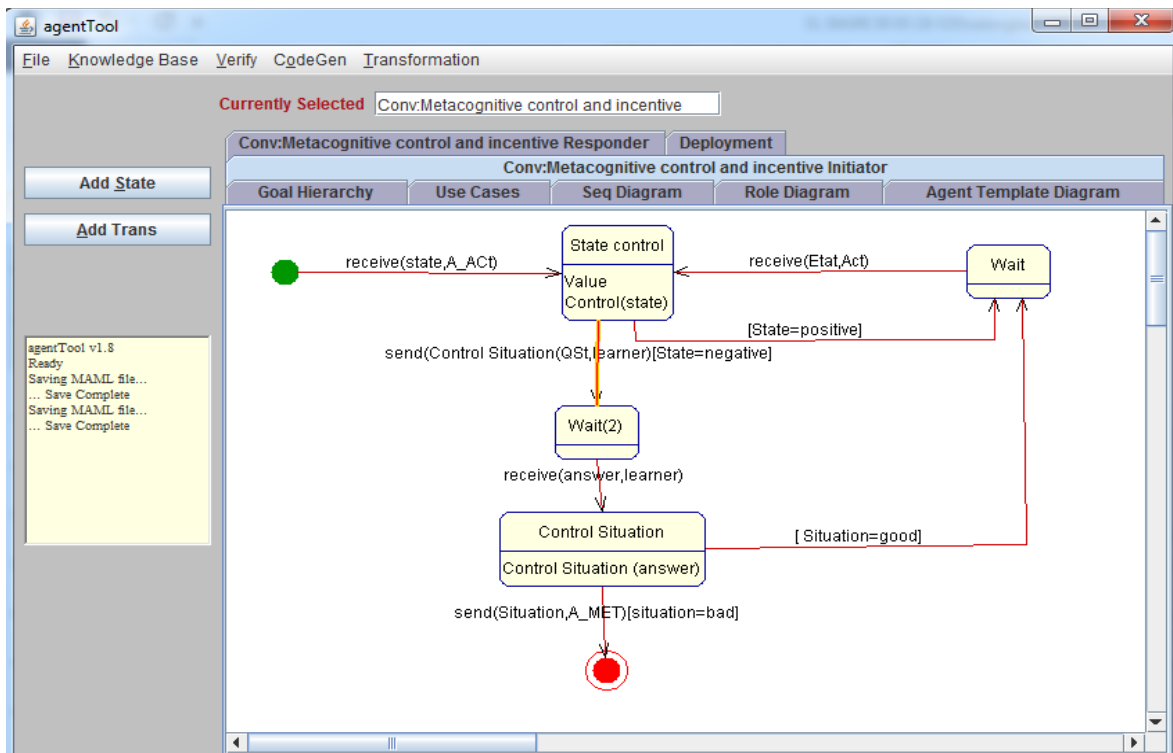 agentTool
File Knowledge Base Verify CodeGen Transformation
Currently Selected Conv:Metacognitive control and incentive
Conv:Metacognitive control and incentive Responder Deployment
Conv:Metacognitive control and incentive Initiator
Goal Hierarchy Use Cases Seq Diagram Role Diagram Agent Template Diagram
Add State
Add Trans
agentTool v1.8
Ready
Saving MAML file...
... Save Complete
Saving MAML file...
... Save Complete
receive(state,A_ACt)
State control
Value
Control(state)
receive(Etat,Act)
Wait
[State=positive]
send(Control Situation(QSt,learner)[State=negative]
Wait(2)
receive(answer,learner)
Control Situation
Control Situation (answer)
[ Situation=good]
send(Situation,A_MET)[situation=bad]